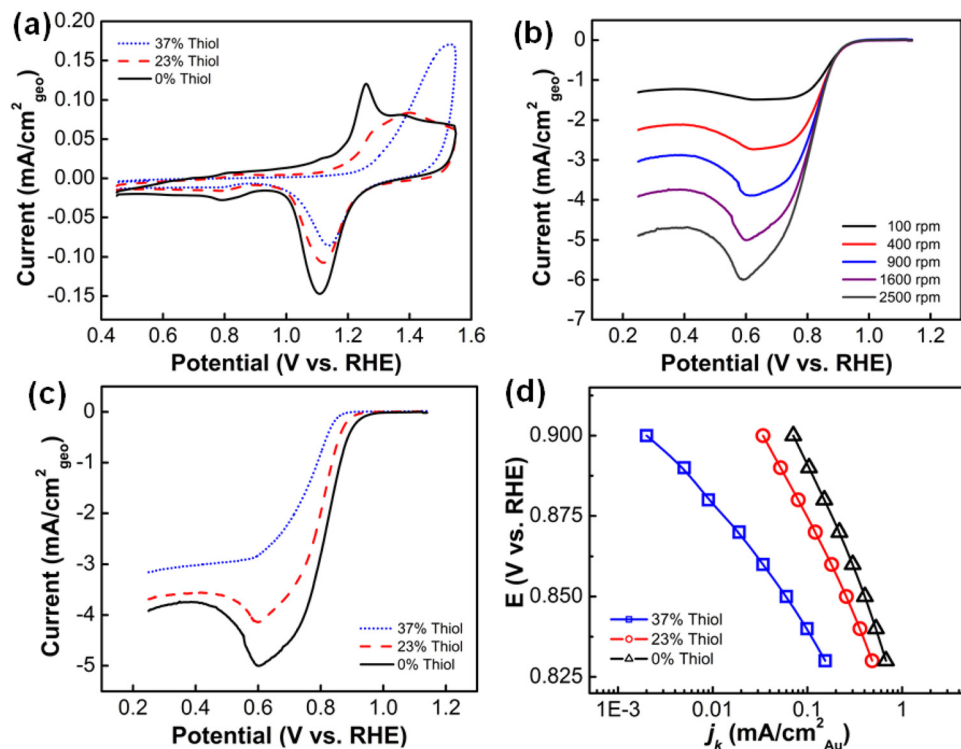 (a)
Current (mA/cm²geo)
0.20
0.15
0.10
0.05
0.00
-0.05
-0.10
-0.15
37% Thiol
23% Thiol
0% Thiol
0.4 0.6 0.8 1.0 1.2 1.4 1.6
Potential (V vs. RHE)
(b)
Current (mA/cm²geo)
0
-1
-2
-3
-4
-5
-6
-7
100 rpm
400 rpm
900 rpm
1600 rpm
2500 rpm
0.2 0.4 0.6 0.8 1.0 1.2
Potential (V vs. RHE)
(c)
Current (mA/cm²geo)
0
-1
-2
-3
-4
-5
37% Thiol
23% Thiol
0% Thiol
0.2 0.4 0.6 0.8 1.0 1.2
Potential (V vs. RHE)
(d)
E (V vs. RHE)
0.900
0.875
0.850
0.825
37% Thiol
23% Thiol
0% Thiol
1E-3 0.01 0.1 1
jk (mA/cm²Au)